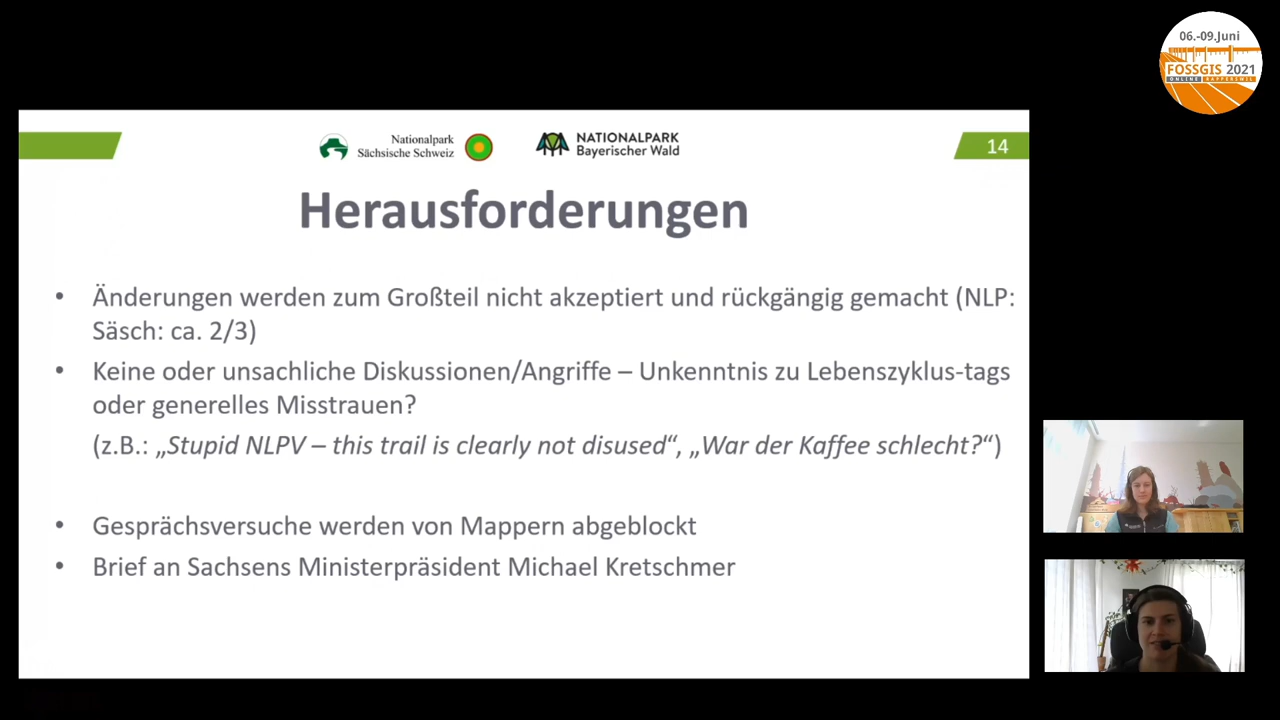 06.-09.Juni
FOSSGIS 2021
ONLINE RAPPERSWIL
Nationalpark
Sächsische Schweiz
NATIONALPARK
Bayerischer Wald
14
Herausforderungen
• Änderungen werden zum Großteil nicht akzeptiert und rückgängig gemacht (NLP:
Säsch: ca. 2/3)
• Keine oder unsachliche Diskussionen/Angriffe – Unkenntnis zu Lebenszyklus-tags
oder generelles Misstrauen?
(z.B.: „Stupid NLPV – this trail is clearly not disused“, „War der Kaffee schlecht?“)
• Gesprächsversuche werden von Mappern abgeblockt
• Brief an Sachsens Ministerpräsident Michael Kretschmer